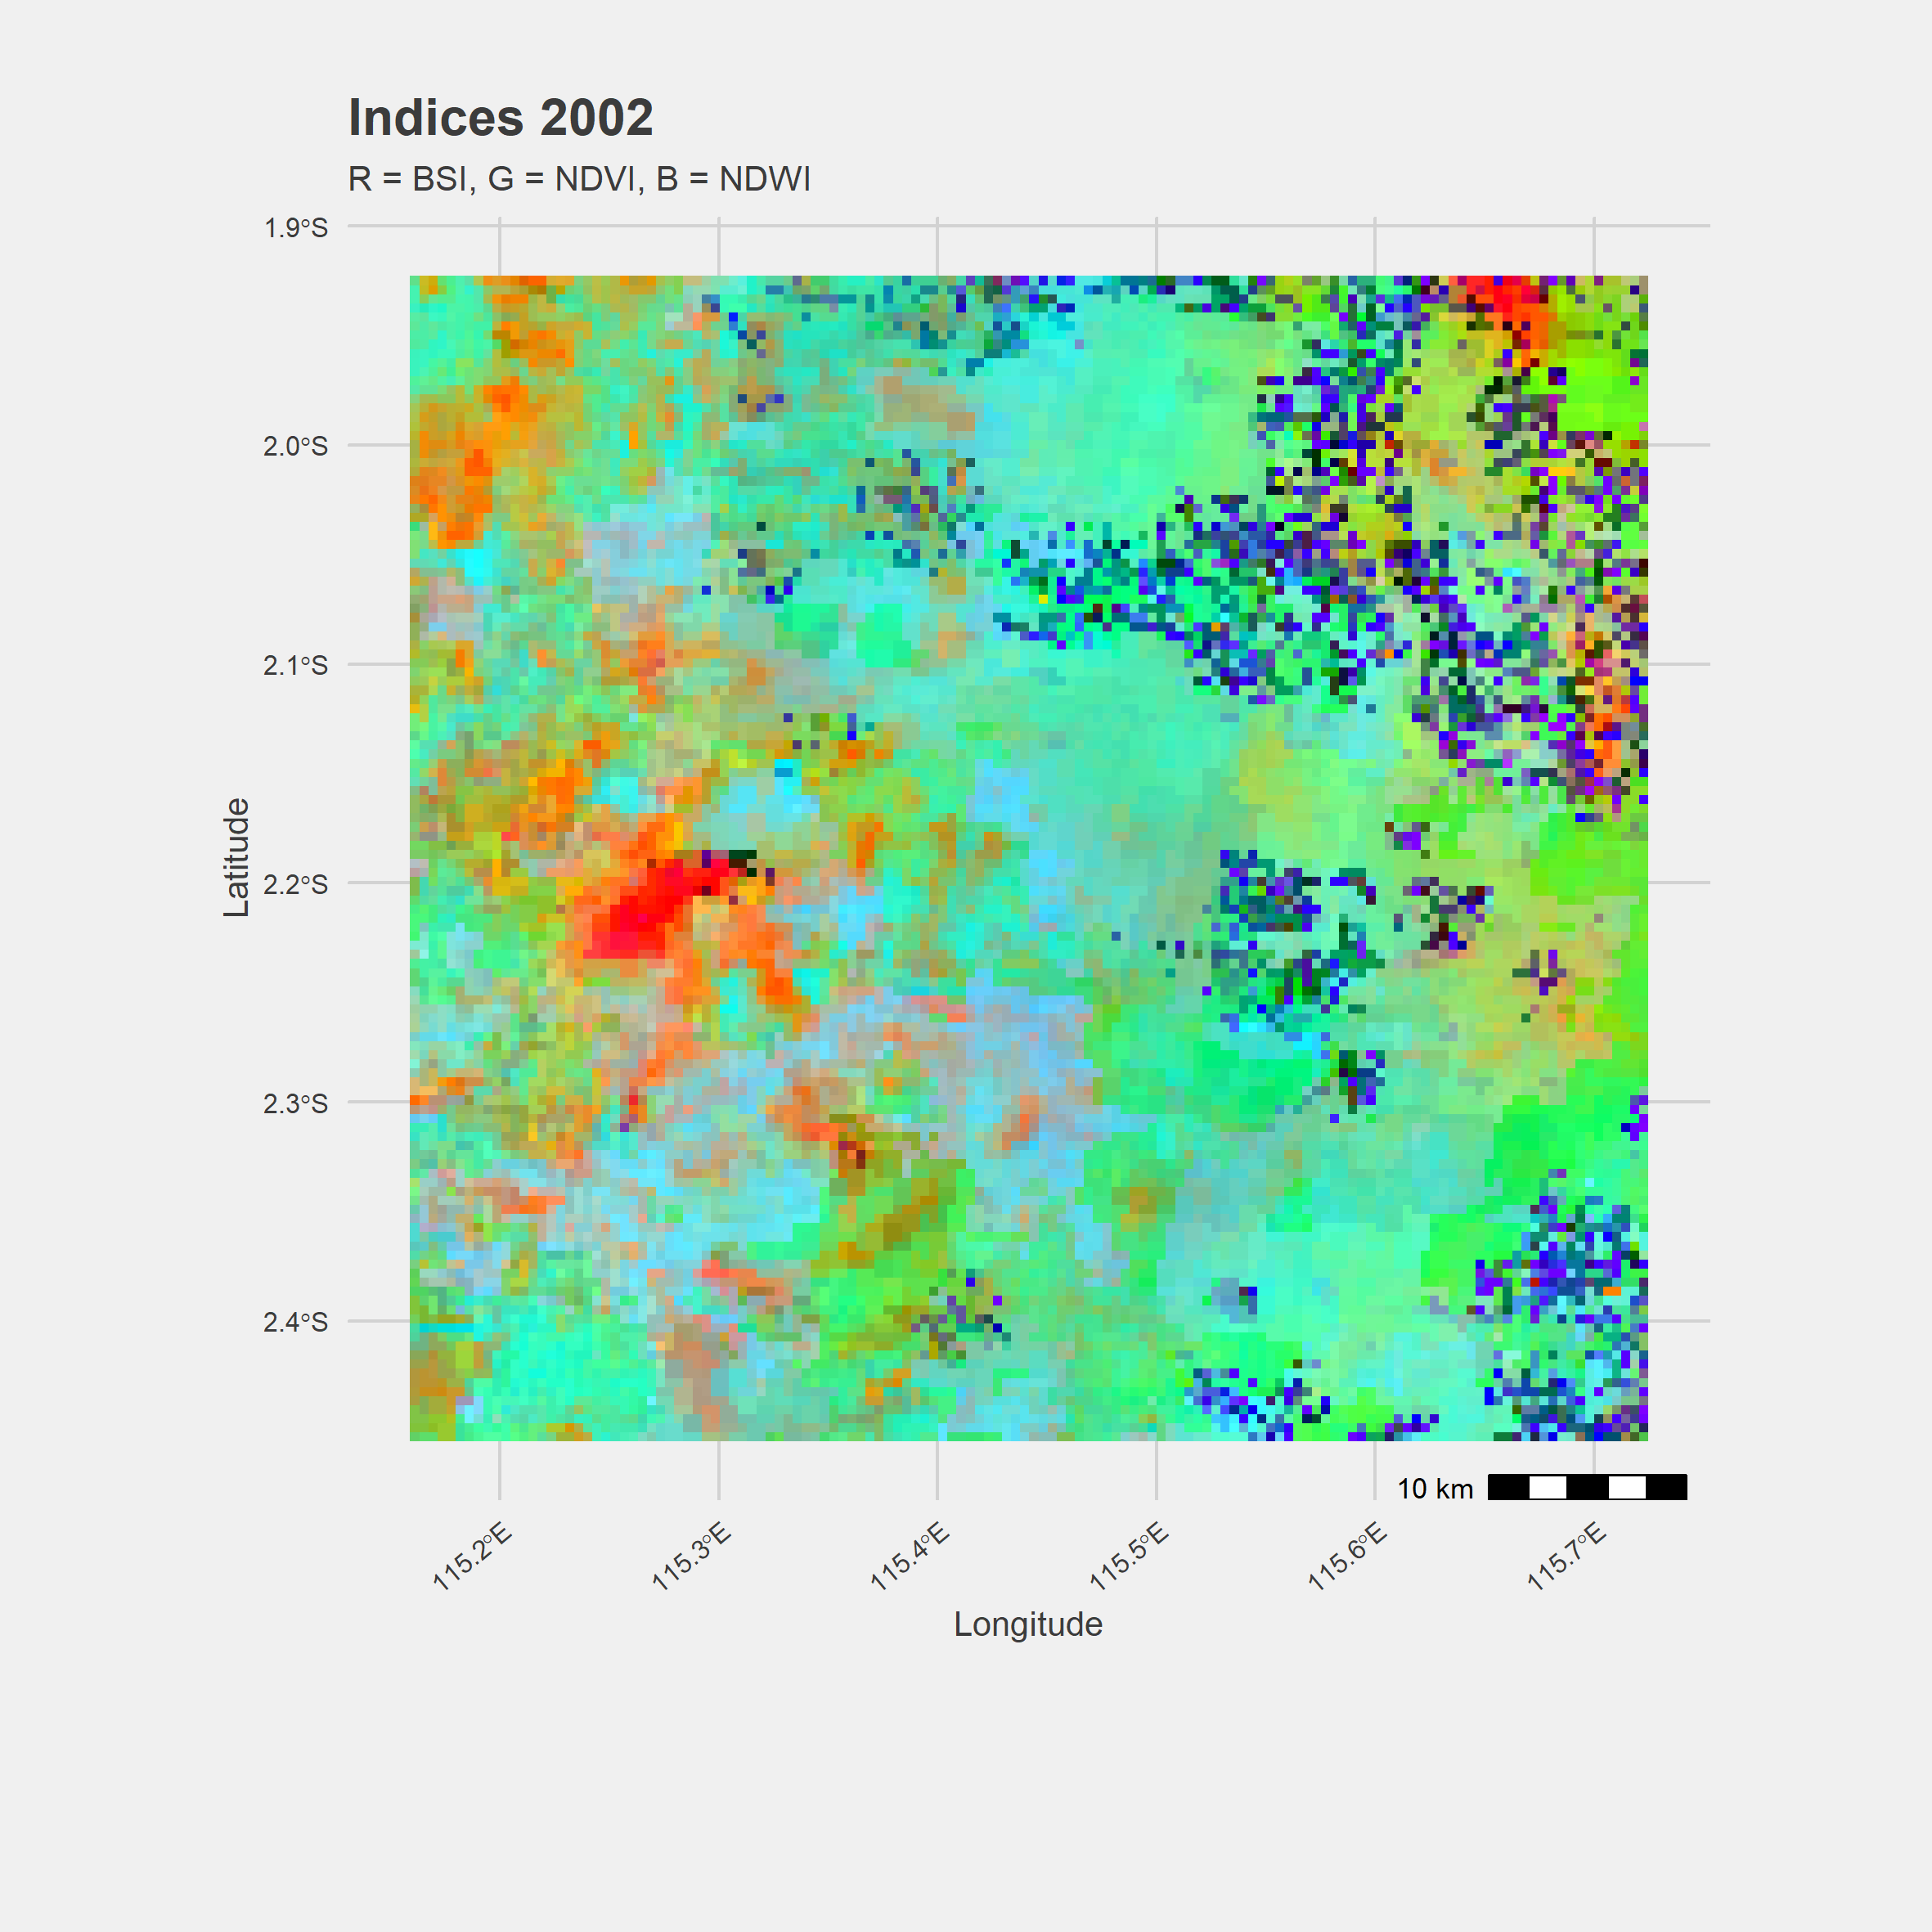 Indices 2002
R = BSI, G = NDVI, B = NDWI
1.9°S
2.0°S
2.1°S
2.2°S
2.3°S
2.4°S
Latitude
10 km
115.2°E
115.3°E
115.4°E
115.5°E
115.6°E
115.7°E
Longitude